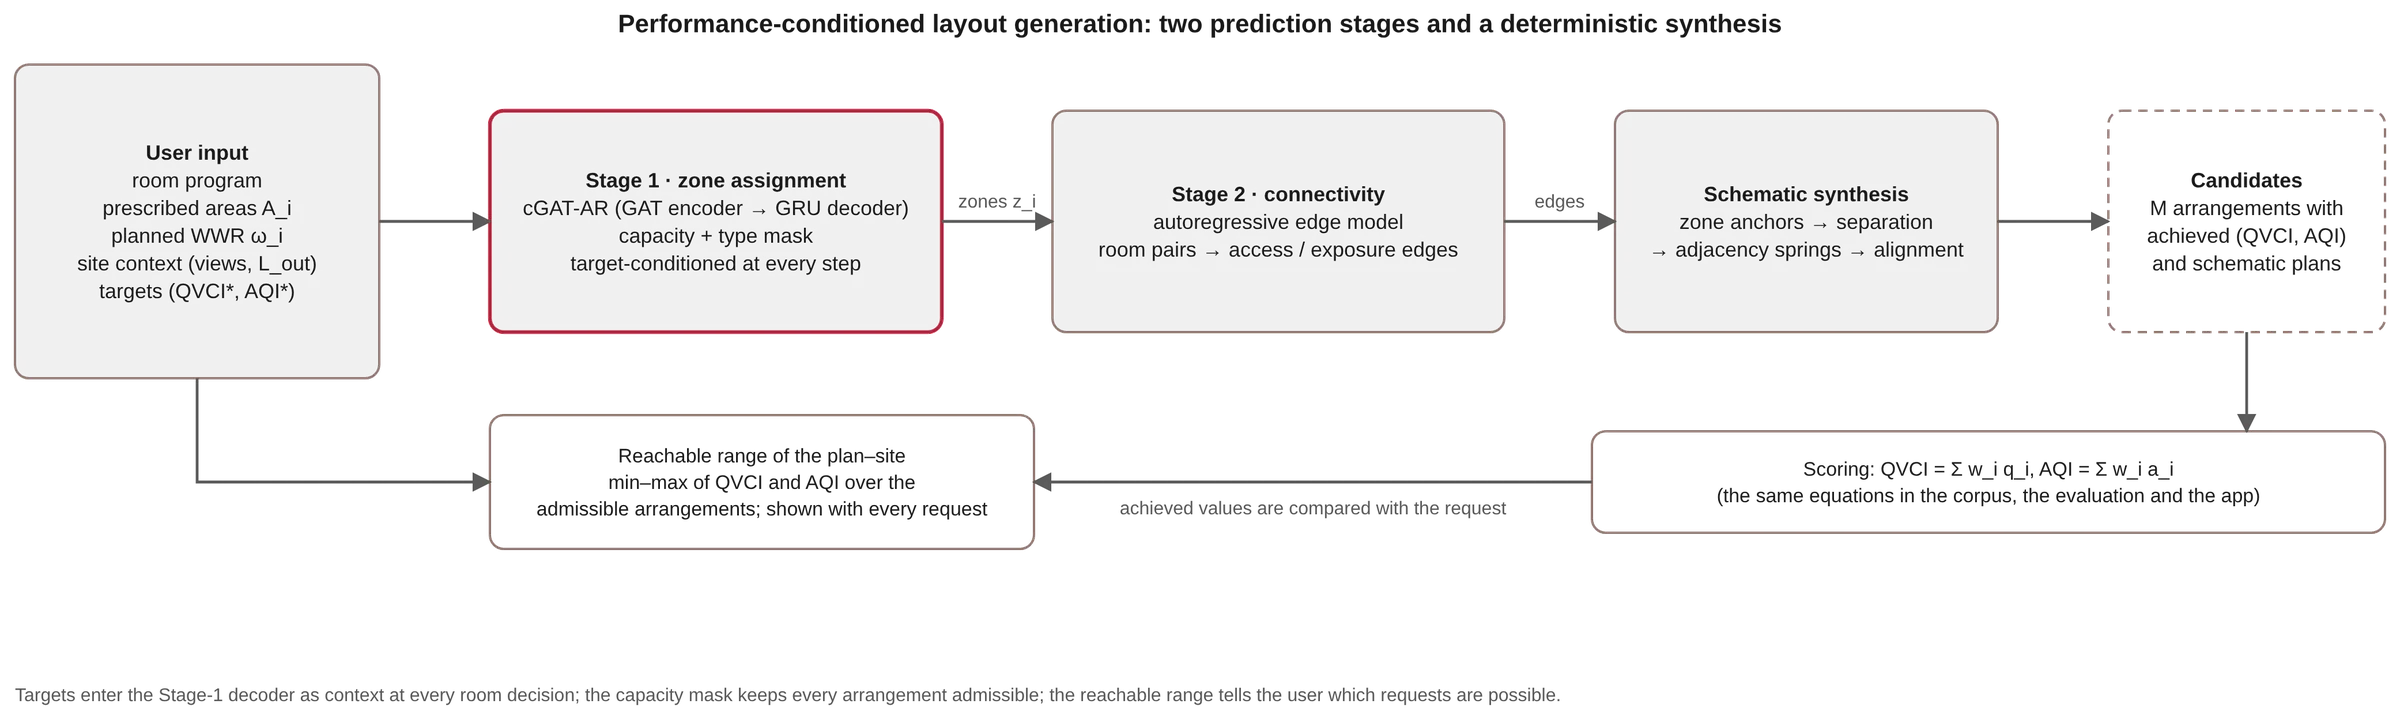 Performance-conditioned layout generation: two prediction stages and a deterministic synthesis
User input
room program
prescribed areas A_i
planned WWR ω_i
site context (views, L_out)
targets (QVCI*, AQI*)
Stage 1 · zone assignment
cGAT-AR (GAT encoder → GRU decoder)
capacity + type mask
target-conditioned at every step
zones z_i
Stage 2 · connectivity
autoregressive edge model
room pairs → access / exposure edges
edges
Schematic synthesis
zone anchors → separation
→ adjacency springs → alignment
Candidates
M arrangements with
achieved (QVCI, AQI)
and schematic plans
Reachable range of the plan–site
min–max of QVCI and AQI over the
admissible arrangements; shown with every request
achieved values are compared with the request
Scoring: QVCI = Σ w_i q_i, AQI = Σ w_i a_i
(the same equations in the corpus, the evaluation and the app)
Targets enter the Stage-1 decoder as context at every room decision; the capacity mask keeps every arrangement admissible; the reachable range tells the user which requests are possible.